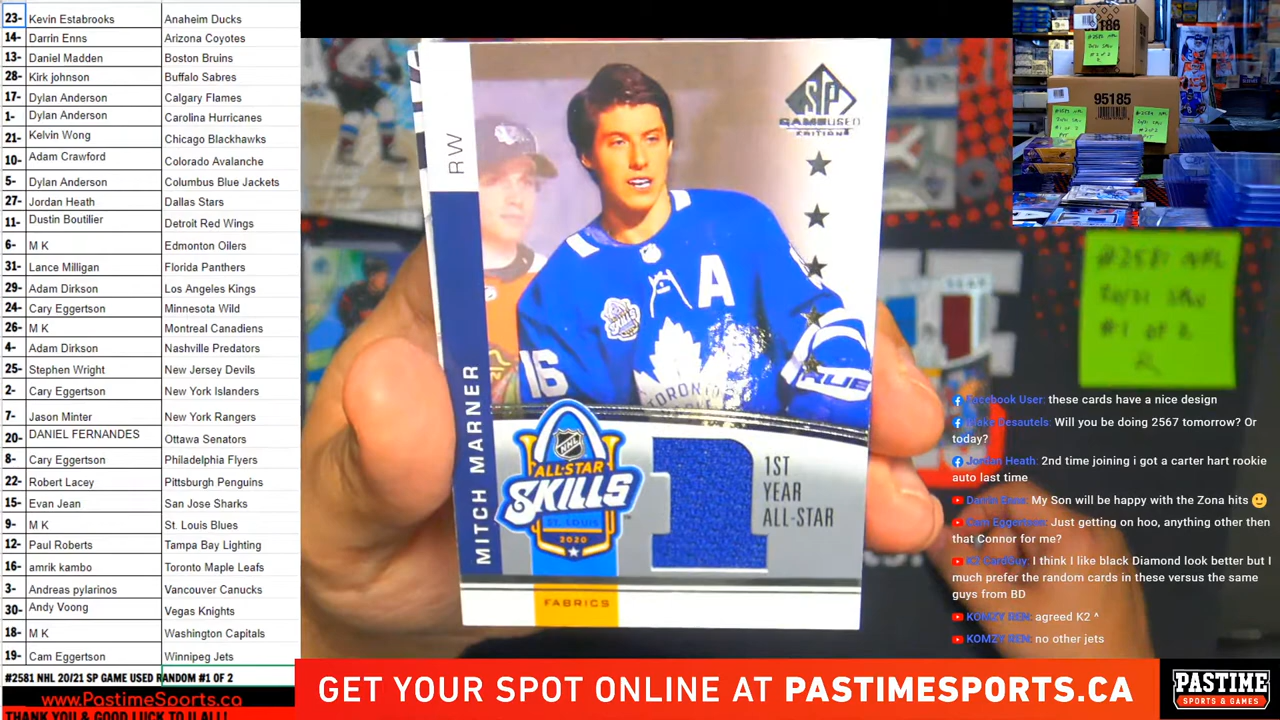 23- Kevin Estabrooks Anaheim Ducks
14- Darrin Enns Arizona Coyotes
13- Daniel Madden Boston Bruins
28- Kirk johnson Buffalo Sabres
17- Dylan Anderson Calgary Flames
1- Dylan Anderson Carolina Hurricanes
21- Kelvin Wong Chicago Blackhawks
10- Adam Crawford Colorado Avalanche
5- Dylan Anderson Columbus Blue Jackets
27- Jordan Heath Dallas Stars
11- Dustin Boutilier Detroit Red Wings
6- M K Edmonton Oilers
31- Lance Milligan Florida Panthers
29- Adam Dirkson Los Angeles Kings
24- Cary Eggertson Minnesota Wild
26- M K Montreal Canadiens
4- Adam Dirkson Nashville Predators
25- Stephen Wright New Jersey Devils
2- Cary Eggertson New York Islanders
7- Jason Minter New York Rangers
20- DANIEL FERNANDES Ottawa Senators
8- Cary Eggertson Philadelphia Flyers
22- Robert Lacey Pittsburgh Penguins
15- Evan Jean San Jose Sharks
9- M K St. Louis Blues
12- Paul Roberts Tampa Bay Lighting
16- amrik kambo Toronto Maple Leafs
3- Andreas pylarinos Vancouver Canucks
30- Andy Voong Vegas Knights
18- M K Washington Capitals
19- Cam Eggertson Winnipeg Jets
#2581 NHL 20/21 SP GAME USED RANDOM #1 OF 2
www.PastimeSports.ca
THANK YOU & GOOD LUCK TO U ALL!
RW
MITCH MARNER
SP
GAME USED
EDITION
A
16
TORONTO
TRUE
NHL
ALL-STAR
SKILLS
ST. LOUIS
2020
1ST
YEAR
ALL-STAR
FABRICS
95186
95185
#2581 NHL
20/21 SPGU
#1 OF 2
R
Facebook User: these cards have a nice design
Desautels: Will you be doing 2567 tomorrow? Or
today?
Jordan Heath: 2nd time joining i got a carter hart rookie
auto last time
My Son will be happy with the Zona hits 🙂
Cam Eggertson: Just getting on hoo, anything other then
that Connor for me?
K2 CardBuy: I think I like black Diamond look better but I
much prefer the random cards in these versus the same
guys from BD
KOMZY REN: agreed K2 ^
KOMZY REN: no other jets
GET YOUR SPOT ONLINE AT PASTIMESPORTS.CA
PASTIME
SPORTS & GAMES